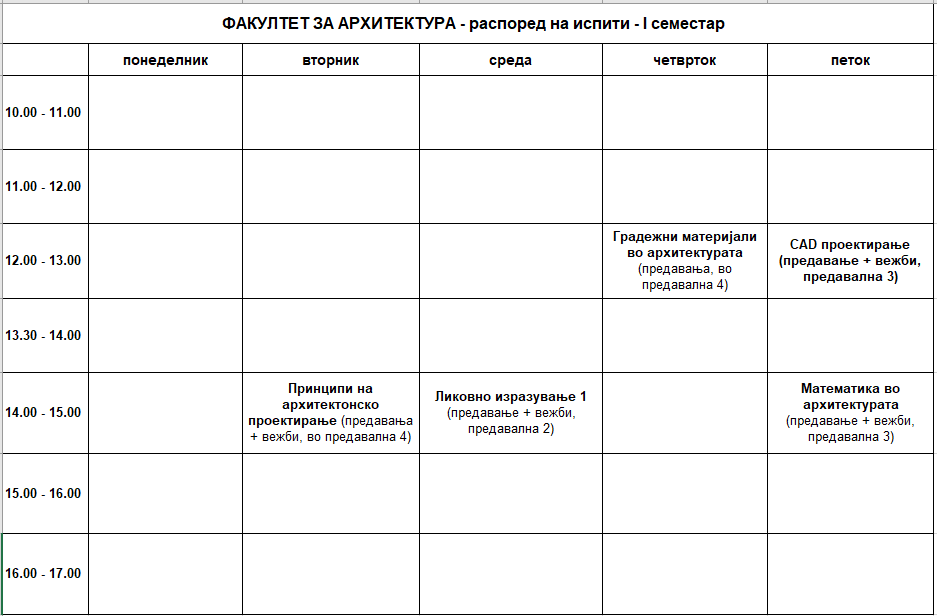 ФАКУЛТЕТ ЗА АРХИТЕКТУРА - распоред на испити - I семестар
понеделник вторник среда четврток петок
10.00 - 11.00
11.00 - 12.00
12.00 - 13.00
Градежни материјали
во архитектурата
(предавања, во
предавална 4)
CAD проектирање
(предавање + вежби,
предавална 3)
13.30 - 14.00
14.00 - 15.00
Принципи на
архитектонско
проектирање (предавања
+ вежби, во предавална 4)
Ликовно изразување 1
(предавање + вежби,
предавална 2)
Математика во
архитектурата
(предавање + вежби,
предавална 3)
15.00 - 16.00
16.00 - 17.00